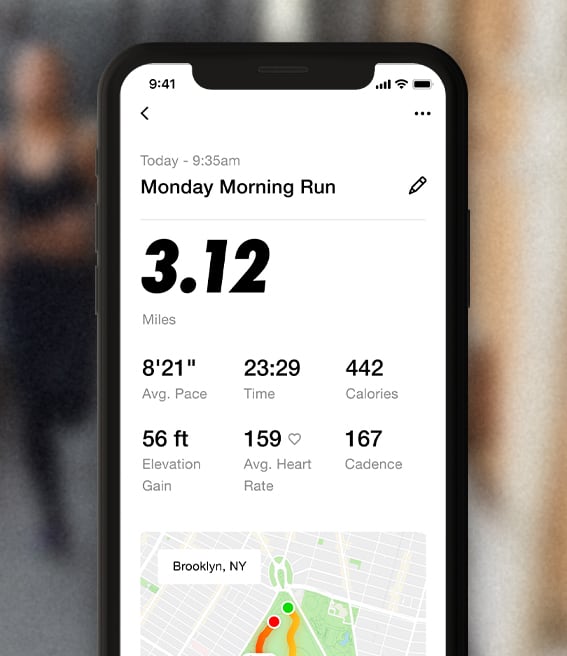 9:41
Today - 9:35am
Monday Morning Run
3.12
Miles
8'21" 23:29 442
Avg. Pace Time Calories
56 ft 159 167
Elevation Gain Avg. Heart Rate Cadence
Brooklyn, NY